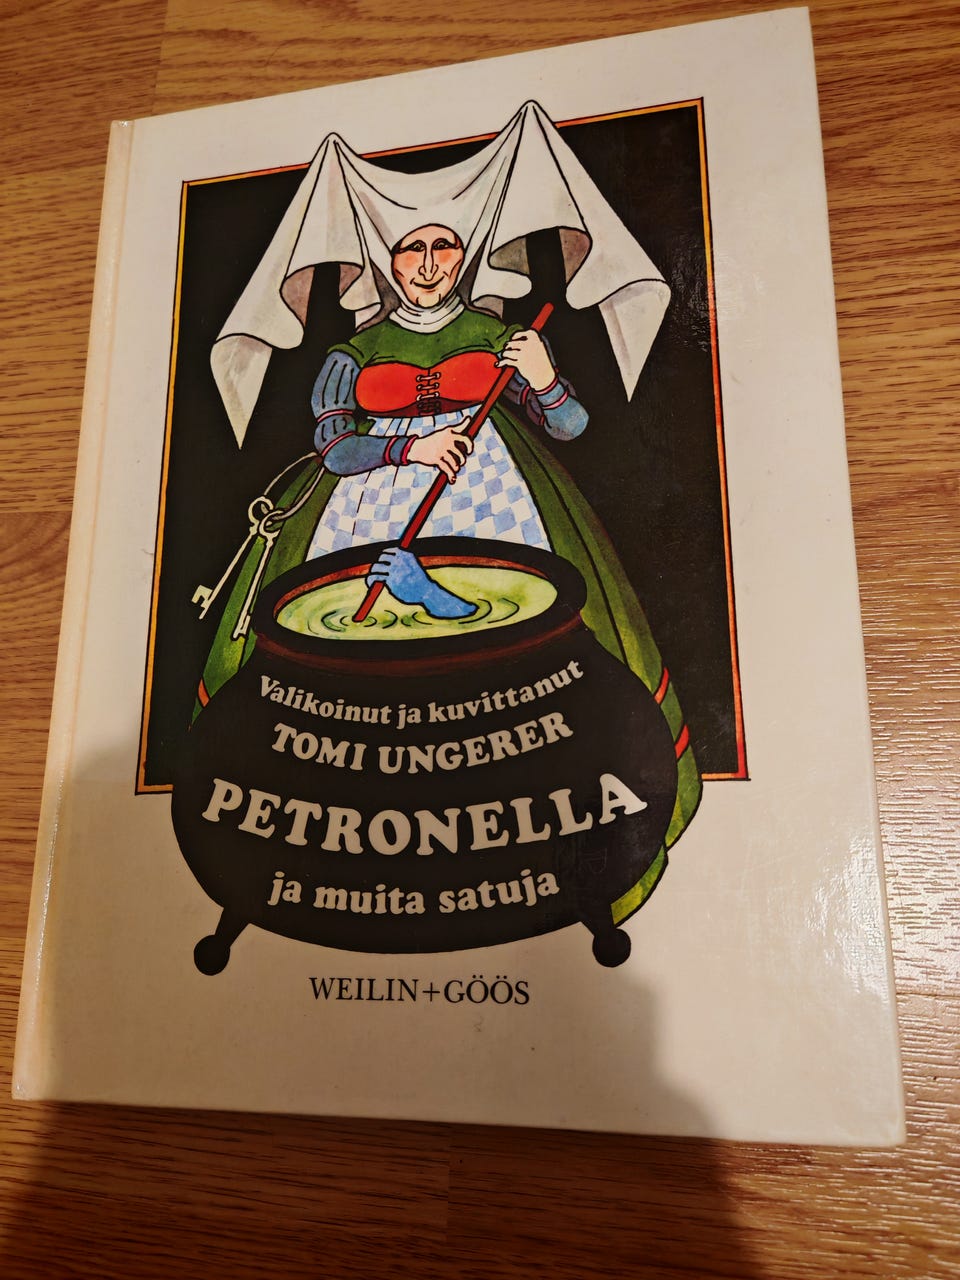 Valikoinut ja kuvittanut
TOMI UNGERER
PETRONELLA
ja muita satuja
WEILIN+GÖÖS